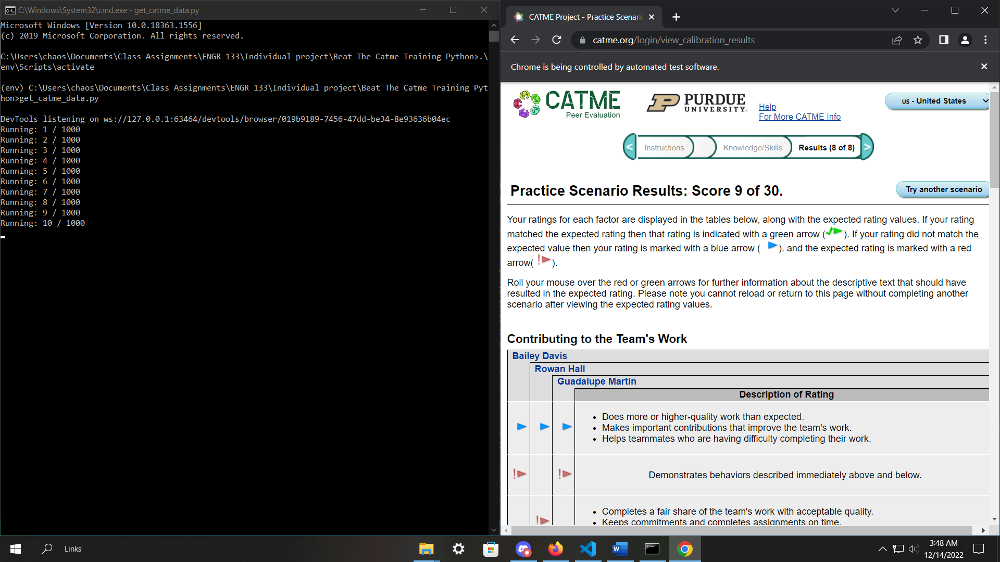 C:\Windows\System32\cmd.exe - get_catme_data.py
Microsoft Windows [Version 10.0.18363.1556]
(c) 2019 Microsoft Corporation. All rights reserved.
C:\Users\chaos\Documents\Class Assignments\ENGR 133\Individual project\Beat The Catme Training Python>.\
env\Scripts\activate
(env) C:\Users\chaos\Documents\Class Assignments\ENGR 133\Individual project\Beat The Catme Training Pyt
hon>get_catme_data.py
DevTools listening on ws://127.0.0.1:63464/devtools/browser/019b9189-7456-47dd-be34-8e93636b04ec
Running: 1 / 1000
Running: 2 / 1000
Running: 3 / 1000
Running: 4 / 1000
Running: 5 / 1000
Running: 6 / 1000
Running: 7 / 1000
Running: 8 / 1000
Running: 9 / 1000
Running: 10 / 1000
CATME Project - Practice Scenari
catme.org/login/view_calibration_results
Chrome is being controlled by automated test software.
CATME
Peer Evaluation
PURDUE
UNIVERSITY
Help
For More CATME Info
US - United States
< Instructions ... Knowledge/Skills Results (8 of 8) >
Practice Scenario Results: Score 9 of 30.
Try another scenario
Your ratings for each factor are displayed in the tables below, along with the expected rating values. If your rating
matched the expected rating then that rating is indicated with a green arrow ( ). If your rating did not match the
expected value then your rating is marked with a blue arrow ( ). and the expected rating is marked with a red
arrow( ! ).
Roll your mouse over the red or green arrows for further information about the descriptive text that should have
resulted in the expected rating. Please note you cannot reload or return to this page without completing another
scenario after viewing the expected rating values.
Contributing to the Team's Work
Bailey Davis
Rowan Hall
Guadalupe Martin
Description of Rating
• Does more or higher-quality work than expected.
• Makes important contributions that improve the team's work.
• Helps teammates who are having difficulty completing their work.
Demonstrates behaviors described immediately above and below.
• Completes a fair share of the team's work with acceptable quality.
• Keeps commitments and completes assignments on time.
Links
3:48 AM
12/14/2022